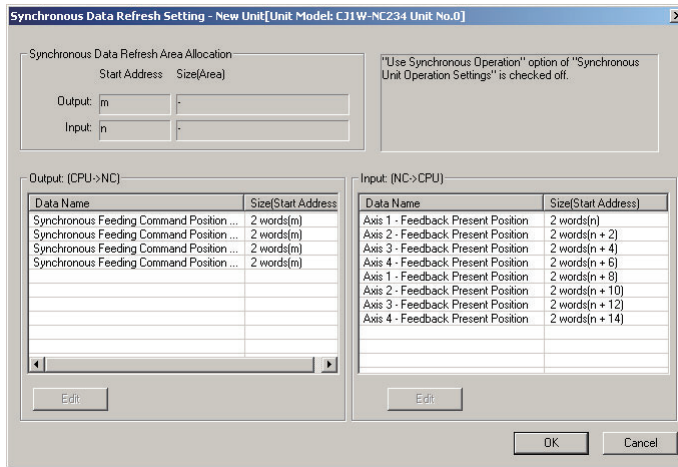 Synchronous Data Refresh Setting - New Unit[Unit Model: CJ1W-NC234 Unit No.0]
Synchronous Data Refresh Area Allocation
Start Address Size(Area)
Output: m -
Input: n -
"Use Synchronous Operation" option of "Synchronous
Unit Operation Settings" is checked off.
Output: (CPU->NC)
Data Name Size(Start Address
Synchronous Feeding Command Position ... 2 words(m)
Synchronous Feeding Command Position ... 2 words(m)
Synchronous Feeding Command Position ... 2 words(m)
Synchronous Feeding Command Position ... 2 words(m)
Edit
Input: (NC->CPU)
Data Name Size(Start Address)
Axis 1 - Feedback Present Position 2 words(n)
Axis 2 - Feedback Present Position 2 words(n + 2)
Axis 3 - Feedback Present Position 2 words(n + 4)
Axis 4 - Feedback Present Position 2 words(n + 6)
Axis 1 - Feedback Present Position 2 words(n + 8)
Axis 2 - Feedback Present Position 2 words(n + 10)
Axis 3 - Feedback Present Position 2 words(n + 12)
Axis 4 - Feedback Present Position 2 words(n + 14)
Edit
OK Cancel